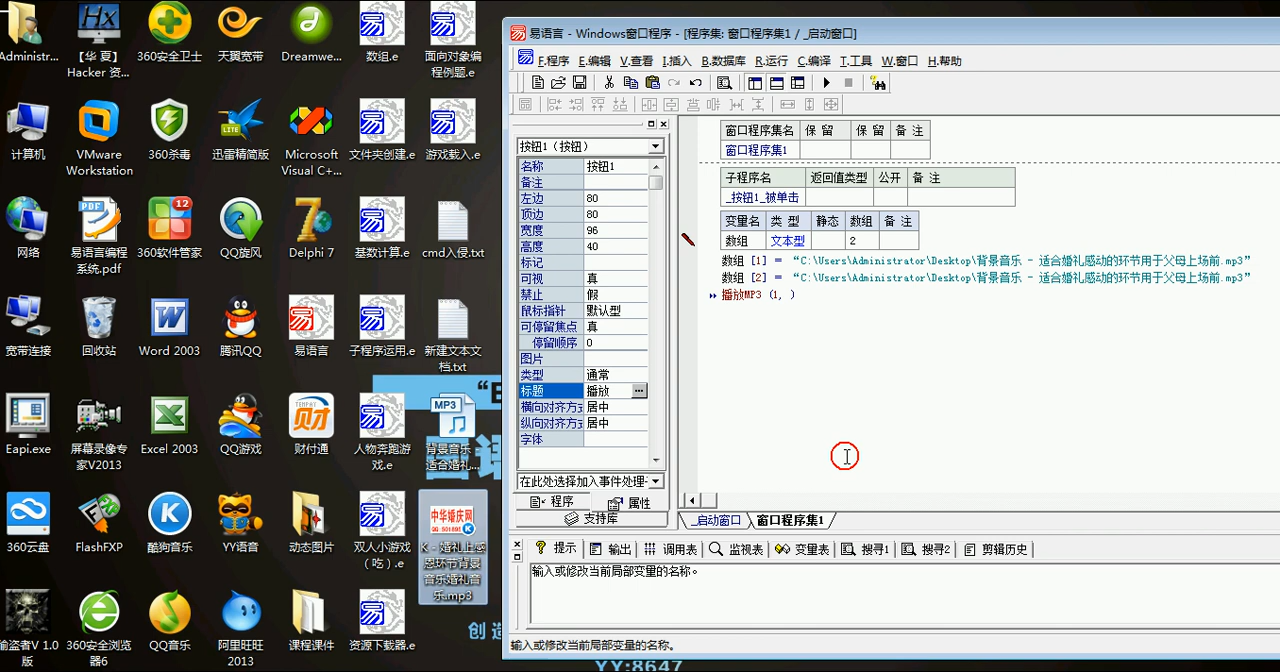 Administr...
【华 夏】
Hacker 资...
360安全卫士
天翼宽带
Dreamwe...
数组.e
面向对象编
程例题.e
计算机
VMware
Workstation
360杀毒
LITE
迅雷精简版
Microsoft
Visual C+...
文件夹创建.e
游戏载入.e
网络
PDF
易语言编程
系统.pdf
12
360软件管家
QQ旋风
Delphi 7
基数计算.e
cmd入侵.txt
宽带连接
回收站
Word 2003
腾讯QQ
易语言
子程序运用.e
新建文本文
档.txt
Eapi.exe
屏幕录像专
家V2013
Excel 2003
QQ游戏
TENPAY
财
财付通
人物奔跑游
戏.e
MP3
背景音乐 -
适合婚礼...
360云盘
FlashFXP
酷狗音乐
YY语音
动态图片
双人小游戏
（吃）.e
中华婚庆网
K - 婚礼上感
恩环节背景
音乐婚礼音
乐.mp3
输盗者V 1.0
版
360安全浏览
器6
QQ音乐
阿里旺旺
2013
课程课件
资源下载器.e
创 造
YY:8647
易语言 - Windows窗口程序 - [程序集: 窗口程序集1 / _启动窗口]
F.程序 E.编辑 V.查看 I.插入 B.数据库 R.运行 C.编译 T.工具 W.窗口 H.帮助
按钮1（按钮）
名称 按钮1
备注
左边 80
顶边 80
宽度 96
高度 40
标记
可视 真
禁止 假
鼠标指针 默认型
可停留焦点 真
停留顺序 0
图片
类型 通常
标题 播放 ...
横向对齐方式 居中
纵向对齐方式 居中
字体
在此处选择加入事件处理
程序 属性
支持库
窗口程序集名 保 留 保 留 备 注
窗口程序集1
子程序名 返回值类型 公开 备 注
_按钮1_被单击
变量名 类 型 静态 数组 备 注
数组 文本型 2
数组 [1] = “C:\Users\Administrator\Desktop\背景音乐 - 适合婚礼感动的环节用于父母上场前.mp3”
数组 [2] = “C:\Users\Administrator\Desktop\背景音乐 - 适合婚礼感动的环节用于父母上场前.mp3”
播放MP3 (1, )
_启动窗口 窗口程序集1
提示 输出 调用表 监视表 变量表 搜寻1 搜寻2 剪辑历史
输入或修改当前局部变量的名称。
输入或修改当前局部变量的名称。